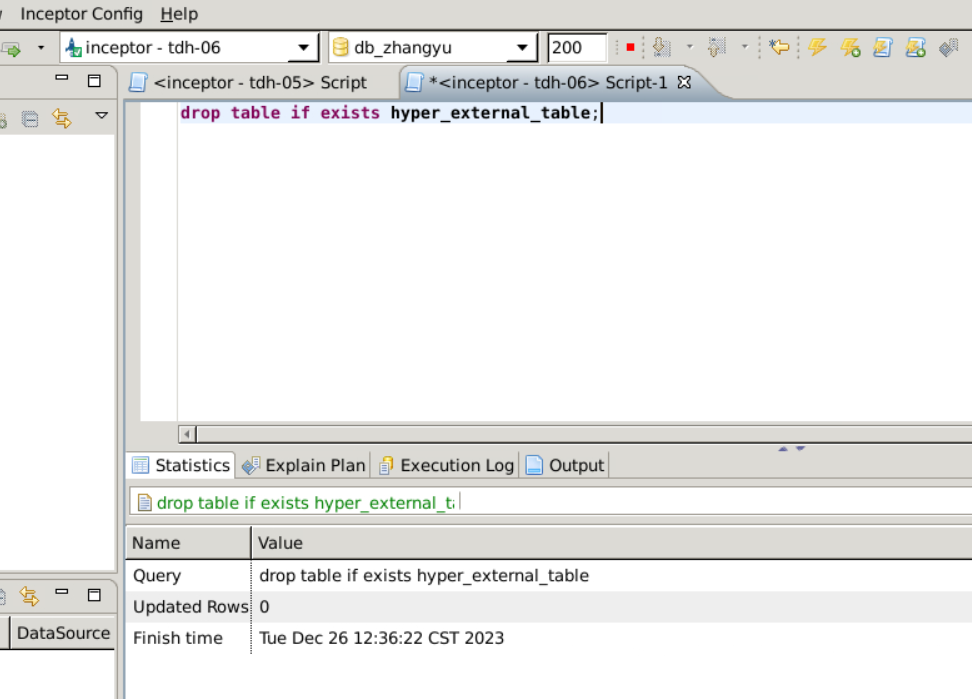 Inceptor Config Help
inceptor - tdh-06 db_zhangyu 200
<inceptor - tdh-05> Script *<inceptor - tdh-06> Script-1
drop table if exists hyper_external_table;
Statistics Explain Plan Execution Log Output
drop table if exists hyper_external_t
Name Value
Query drop table if exists hyper_external_table
Updated Rows 0
Finish time Tue Dec 26 12:36:22 CST 2023
DataSource